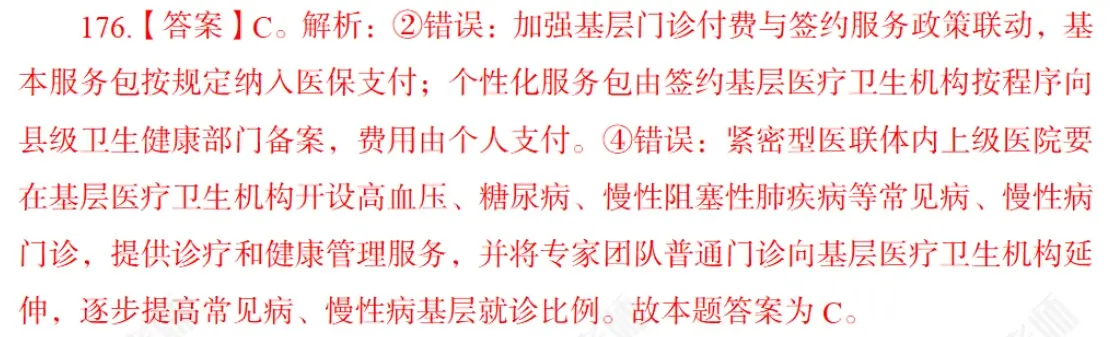 176.【答案】C。解析：②错误：加强基层门诊付费与签约服务政策联动，基
本服务包按规定纳入医保支付；个性化服务包由签约基层医疗卫生机构按程序向
县级卫生健康部门备案，费用由个人支付。④错误：紧密型医联体内上级医院要
在基层医疗卫生机构开设高血压、糖尿病、慢性阻塞性肺疾病等常见病、慢性病
门诊，提供诊疗和健康管理服务，并将专家团队普通门诊向基层医疗卫生机构延
伸，逐步提高常见病、慢性病基层就诊比例。故本题答案为 C。